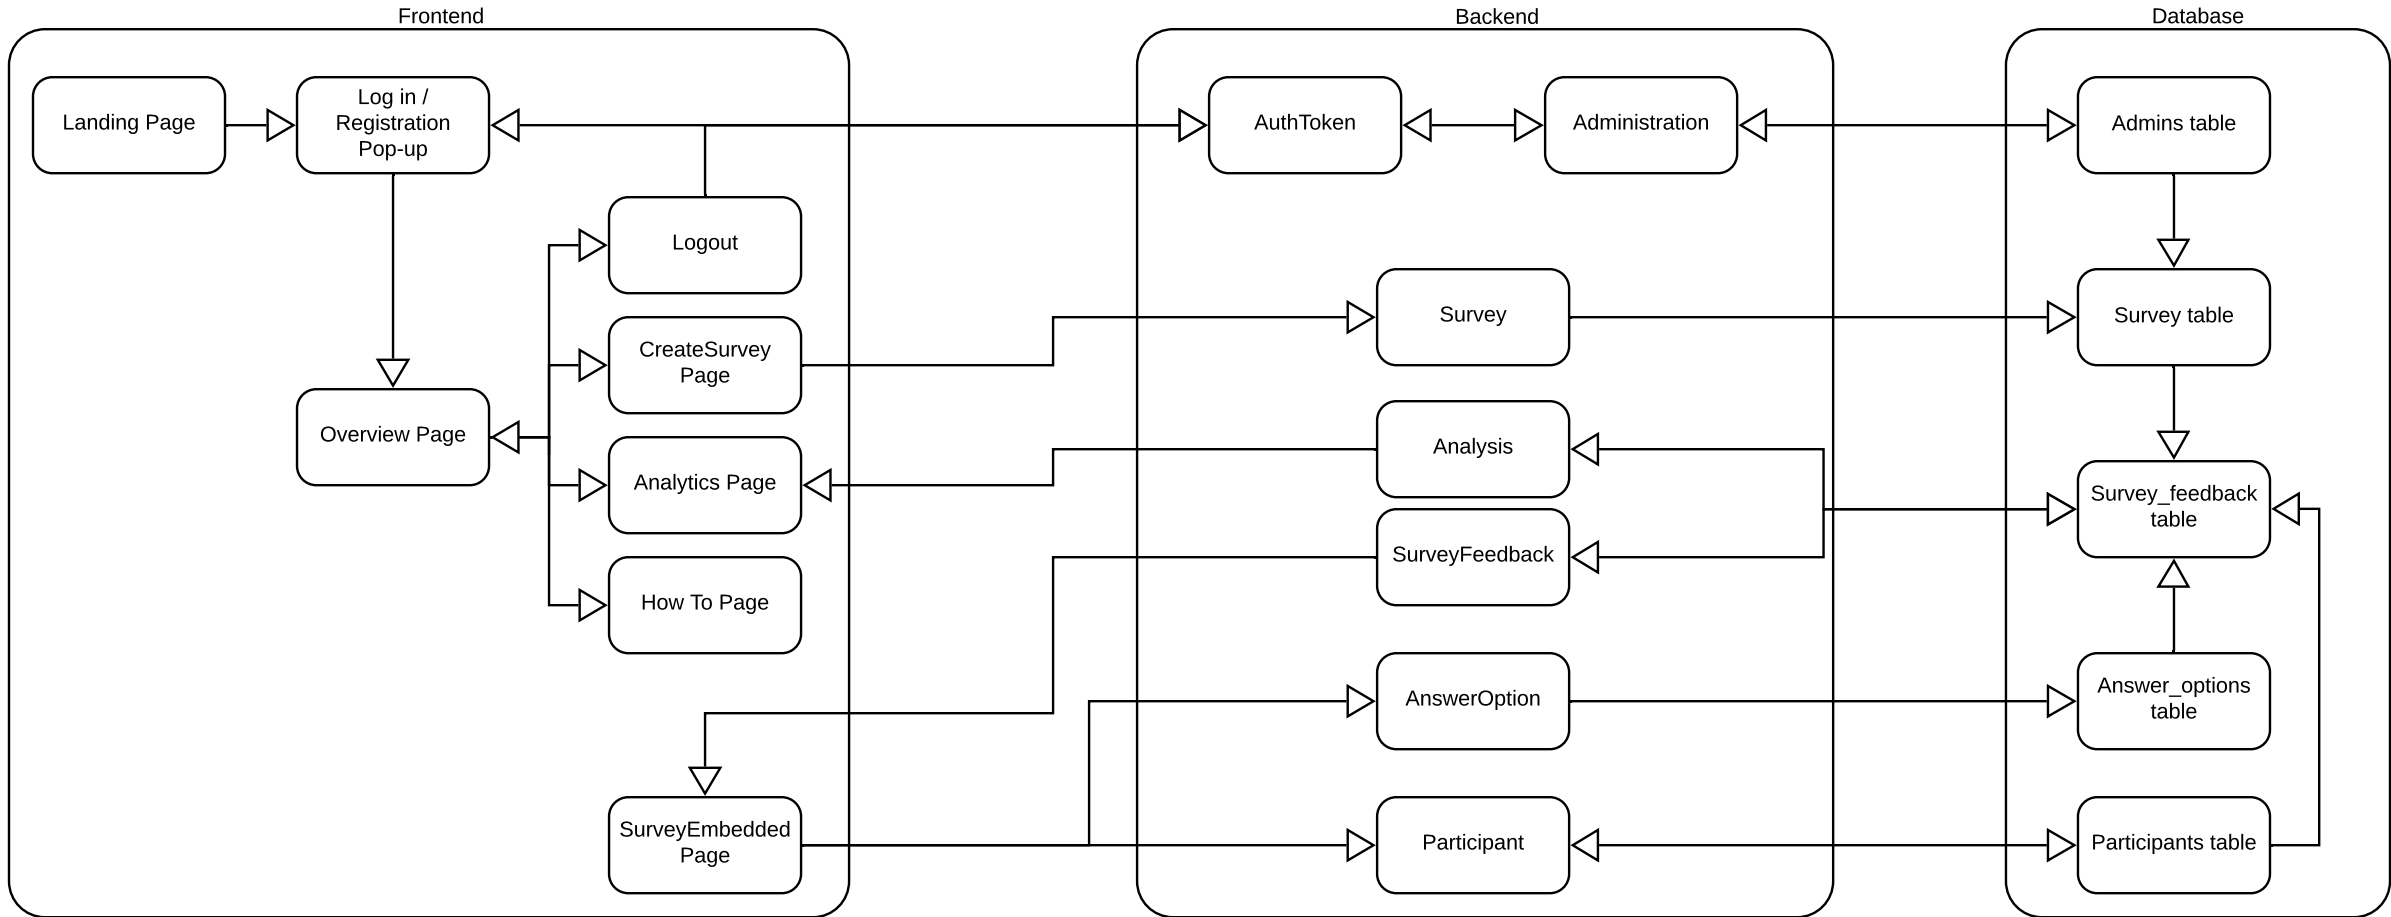 Frontend
Backend
Database
Landing Page
Log in /
Registration
Pop-up
AuthToken
Administration
Admins table
Logout
CreateSurvey
Page
Survey
Survey table
Overview Page
Analytics Page
Analysis
SurveyFeedback
Survey_feedback
table
How To Page
AnswerOption
Answer_options
table
SurveyEmbedded
Page
Participant
Participants table